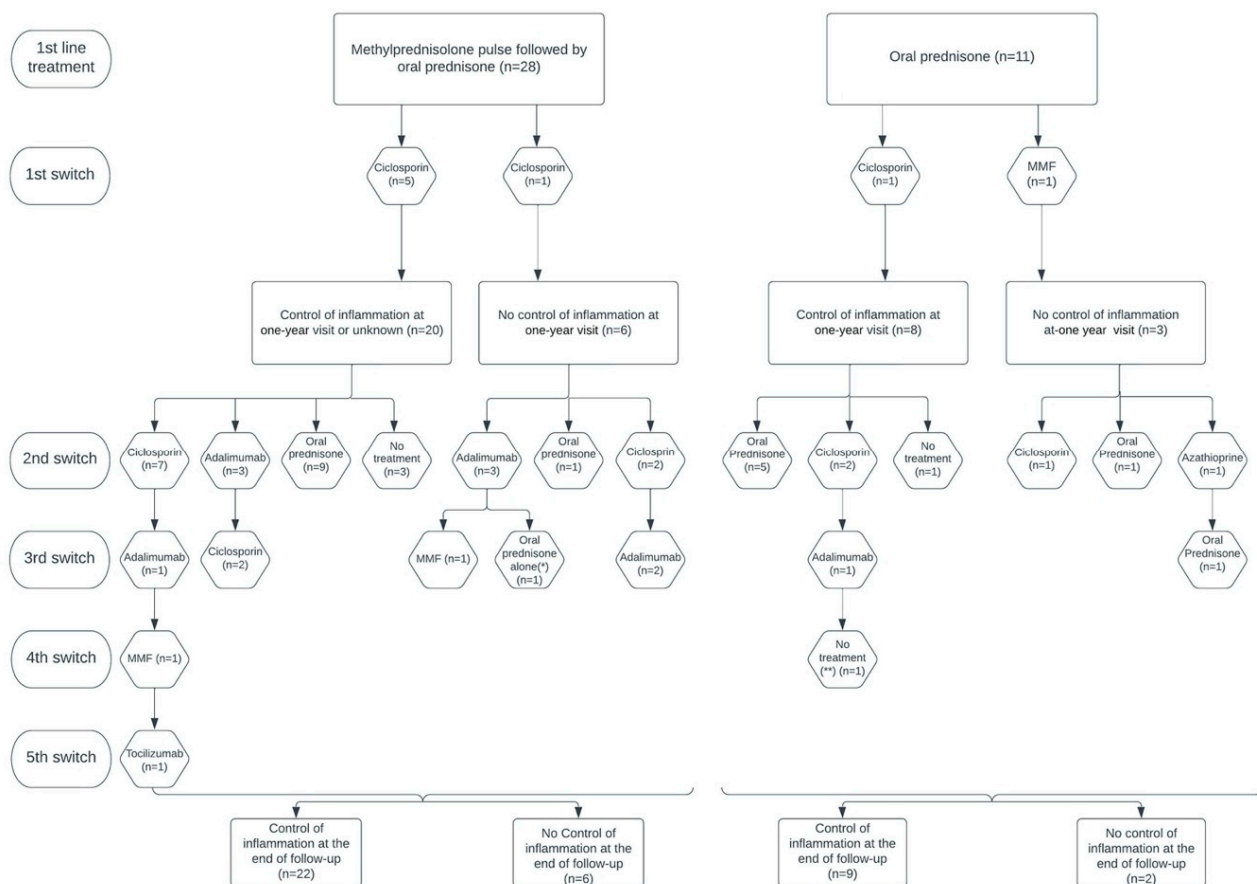 1st line
treatment
Methylprednisolone pulse followed by
oral prednisone (n=28)
Oral prednisone (n=11)
1st switch
Ciclosporin
(n=5)
Ciclosporin
(n=1)
Ciclosporin
(n=1)
MMF
(n=1)
Control of inflammation at
one-year visit or unknown (n=20)
No control of inflammation at
one-year visit (n=6)
Control of inflammation at
one-year visit (n=8)
No control of inflammation
at-one year visit (n=3)
2nd switch
Ciclosporin
(n=7)
Adalimumab
(n=3)
Oral
prednisone
(n=9)
No
treatment
(n=3)
Adalimumab
(n=3)
Oral
prednisone
(n=1)
Ciclosprin
(n=2)
Oral
Prednisone
(n=5)
Ciclosporin
(n=2)
No
treatment
(n=1)
Ciclosporin
(n=1)
Oral
Prednisone
(n=1)
Azathioprine
(n=1)
3rd switch
Adalimumab
(n=1)
Ciclosporin
(n=2)
MMF (n=1)
Oral
prednisone
alone(*)
(n=1)
Adalimumab
(n=2)
Adalimumab
(n=1)
Oral
Prednisone
(n=1)
4th switch
MMF (n=1)
No
treatment
(**) (n=1)
5th switch
Tocilizumab
(n=1)
Control of
inflammation at the
end of follow-up
(n=22)
No Control of
inflammation at the
end of follow-up
(n=6)
Control of
inflammation at the
end of follow-up
(n=9)
No control of
inflammation at the
end of follow-up
(n=2)